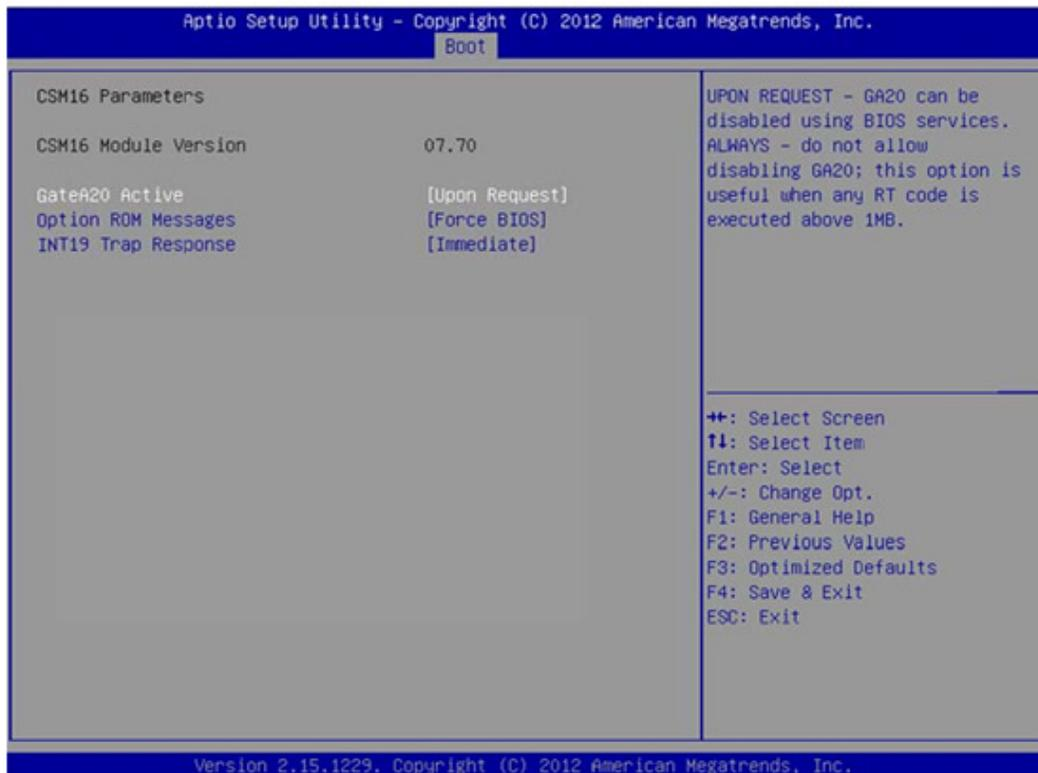 Aptio Setup Utility – Copyright (C) 2012 American Megatrends, Inc.
Boot
CSM16 Parameters
CSM16 Module Version 07.70
GateA20 Active [Upon Request]
Option ROM Messages [Force BIOS]
INT19 Trap Response [Immediate]
UPON REQUEST – GA20 can be
disabled using BIOS services.
ALWAYS – do not allow
disabling GA20; this option is
useful when any RT code is
executed above 1MB.
→←: Select Screen
↑↓: Select Item
Enter: Select
+/-: Change Opt.
F1: General Help
F2: Previous Values
F3: Optimized Defaults
F4: Save & Exit
ESC: Exit
Version 2.15.1229. Copyright (C) 2012 American Megatrends, Inc.